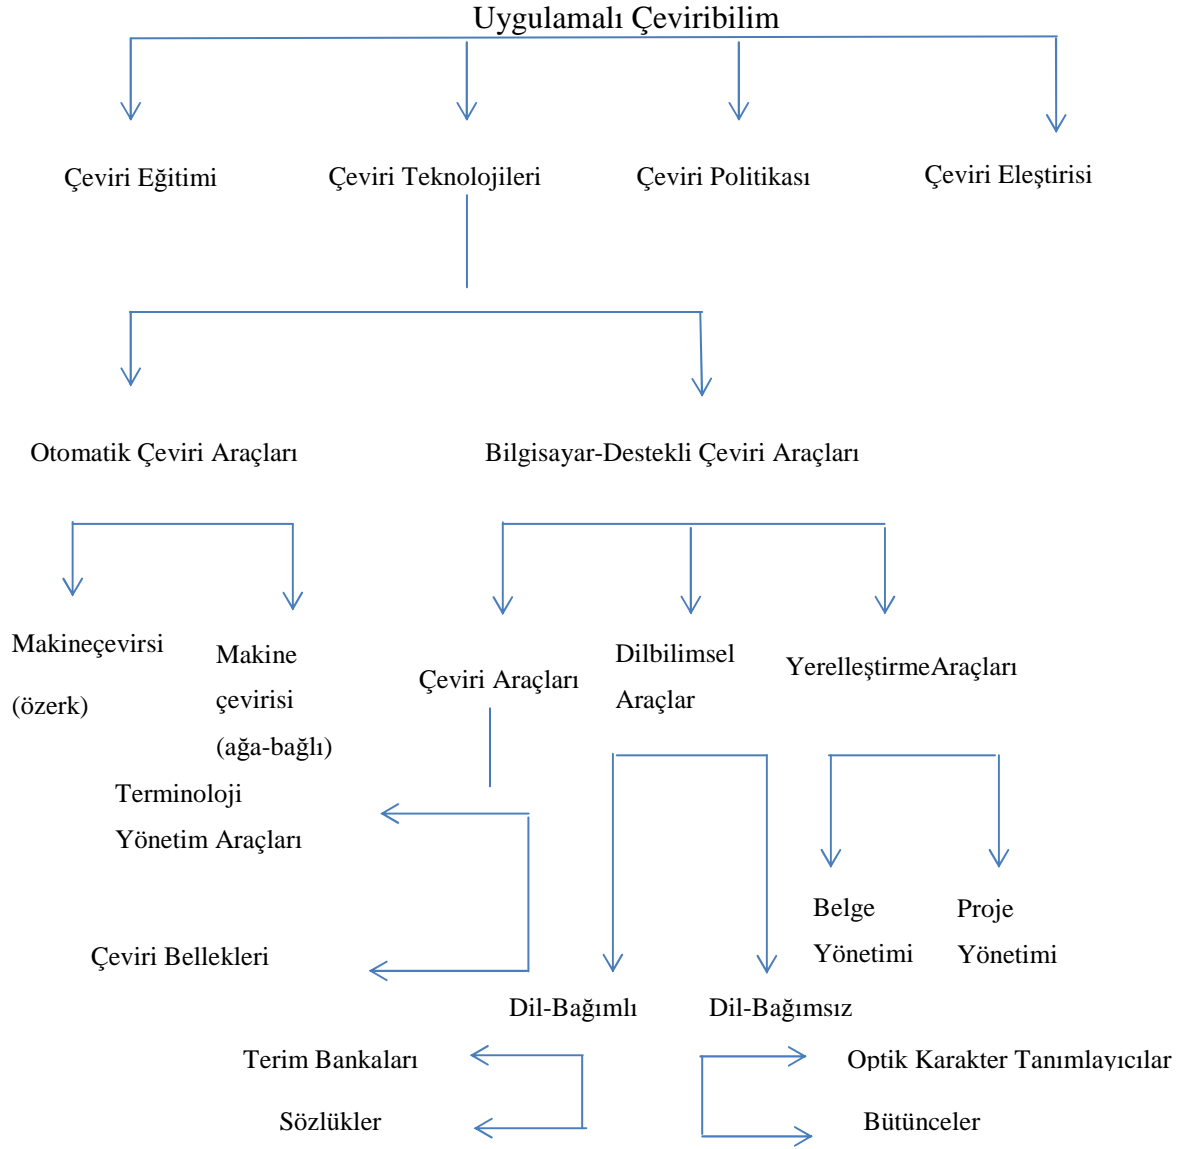 Uygulamalı Çeviribilim
Çeviri Eğitimi
Çeviri Teknolojileri
Çeviri Politikası
Çeviri Eleştirisi
Otomatik Çeviri Araçları
Bilgisayar-Destekli Çeviri Araçları
Makineçevirsi
(özerk)
Makine
çevirisi
(ağa-bağlı)
Çeviri Araçları
Dilbilimsel
Araçlar
YerelleştirmeAraçları
Terminoloji
Yönetim Araçları
Çeviri Bellekleri
Belge
Yönetimi
Proje
Yönetimi
Dil-Bağımlı
Dil-Bağımsız
Terim Bankaları
Sözlükler
Optik Karakter Tanımlayıcılar
Bütünceler